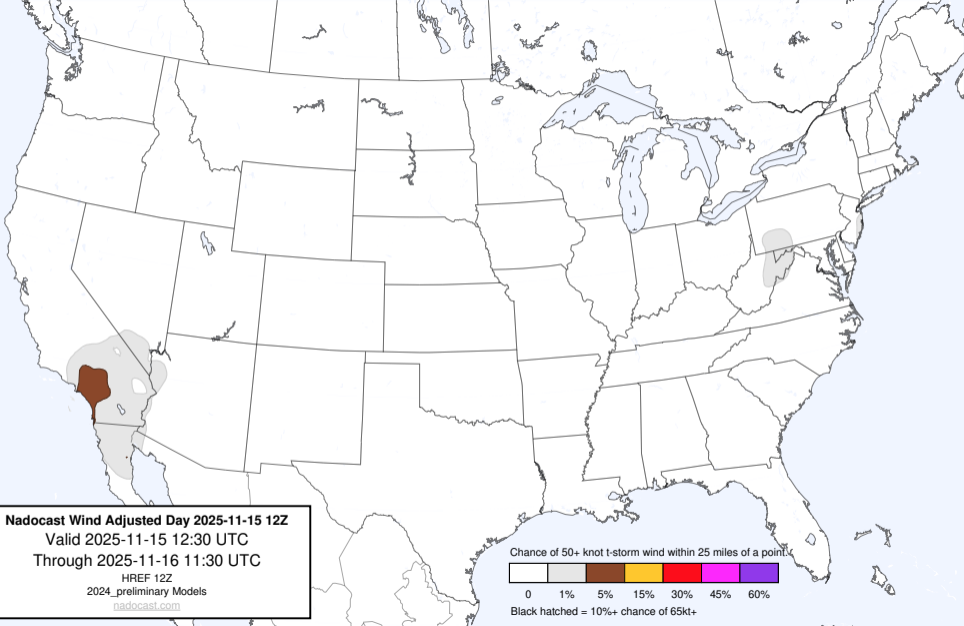 Nadocast Wind Adjusted Day 2025-11-15 12Z
Valid 2025-11-15 12:30 UTC
Through 2025-11-16 11:30 UTC
HREF 12Z
2024_preliminary Models
nadocast.com
Chance of 50+ knot t-storm wind within 25 miles of a point.
0 1% 5% 15% 30% 45% 60%
Black hatched = 10%+ chance of 65kt+